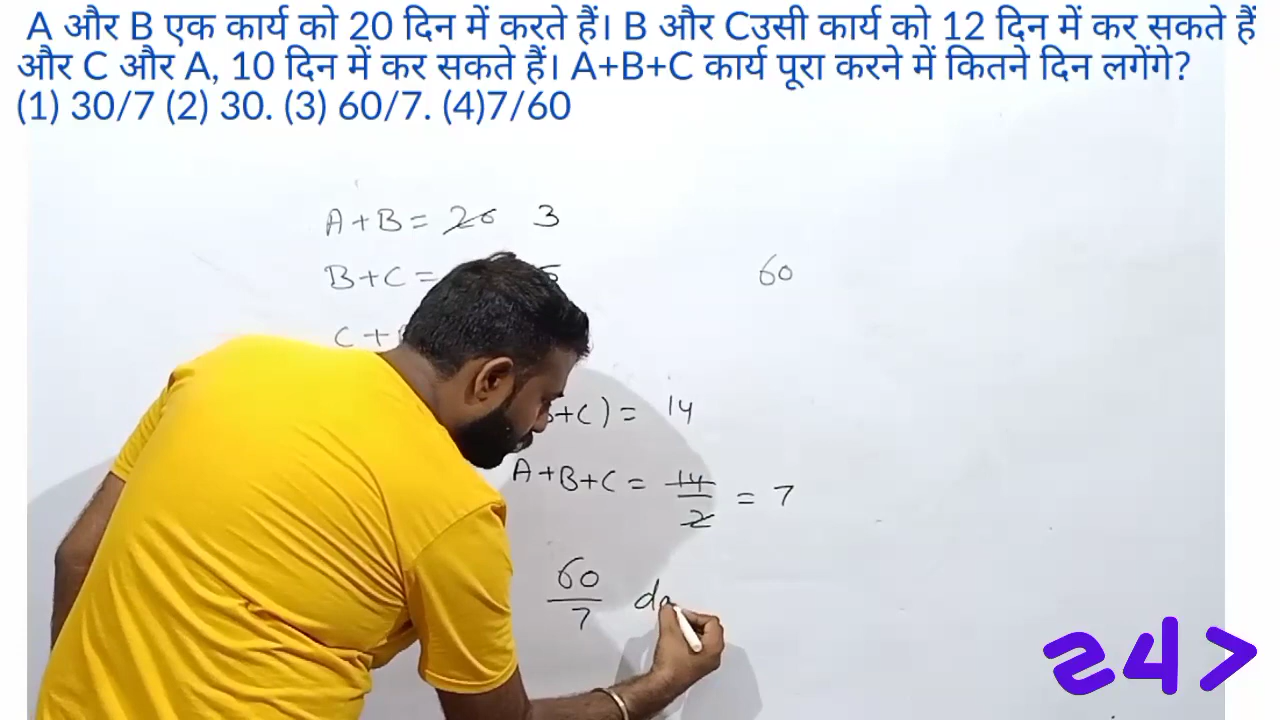 A और B एक कार्य को 20 दिन में करते हैं। B और Cउसी कार्य को 12 दिन में कर सकते हैं
और C और A, 10 दिन में कर सकते हैं। A+B+C कार्य पूरा करने में कितने दिन लगेंगे?
(1) 30/7 (2) 30. (3) 60/7. (4)7/60
A+B = 20 3
B+C = 60
C +
+C) = 14
A+B+C = 14/2 = 7
60/7 da
247